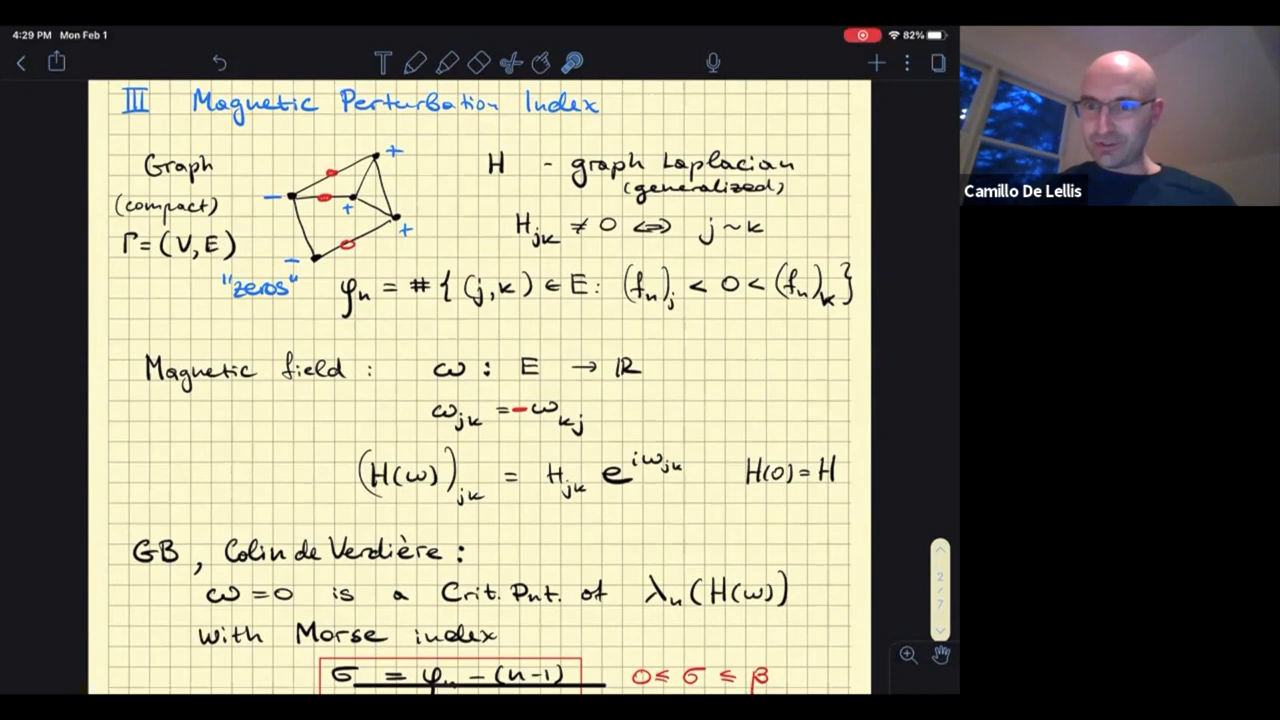 4:29 PM Mon Feb 1
82%
III Magnetic Perturbation Index
Graph
(compact)
Γ = (V, E)
+
− + +
−
"zeros"
H - graph Laplacian
(generalized)
H_jk ≠ 0 ⇔ j ~ k
φ_n = # { (j,k) ∈ E : (f_n)_j < 0 < (f_n)_k }
Magnetic field : ω : E → ℝ
ω_jk = −ω_kj
(H(ω))_jk = H_jk e^{iω_jk} H(0) = H
GB, Colin de Verdière :
ω = 0 is a Crit. Pnt. of λ_n(H(ω))
with Morse index
σ = φ_n − (n−1) 0 ≤ σ ≤ β
2 / 7
Camillo De Lellis